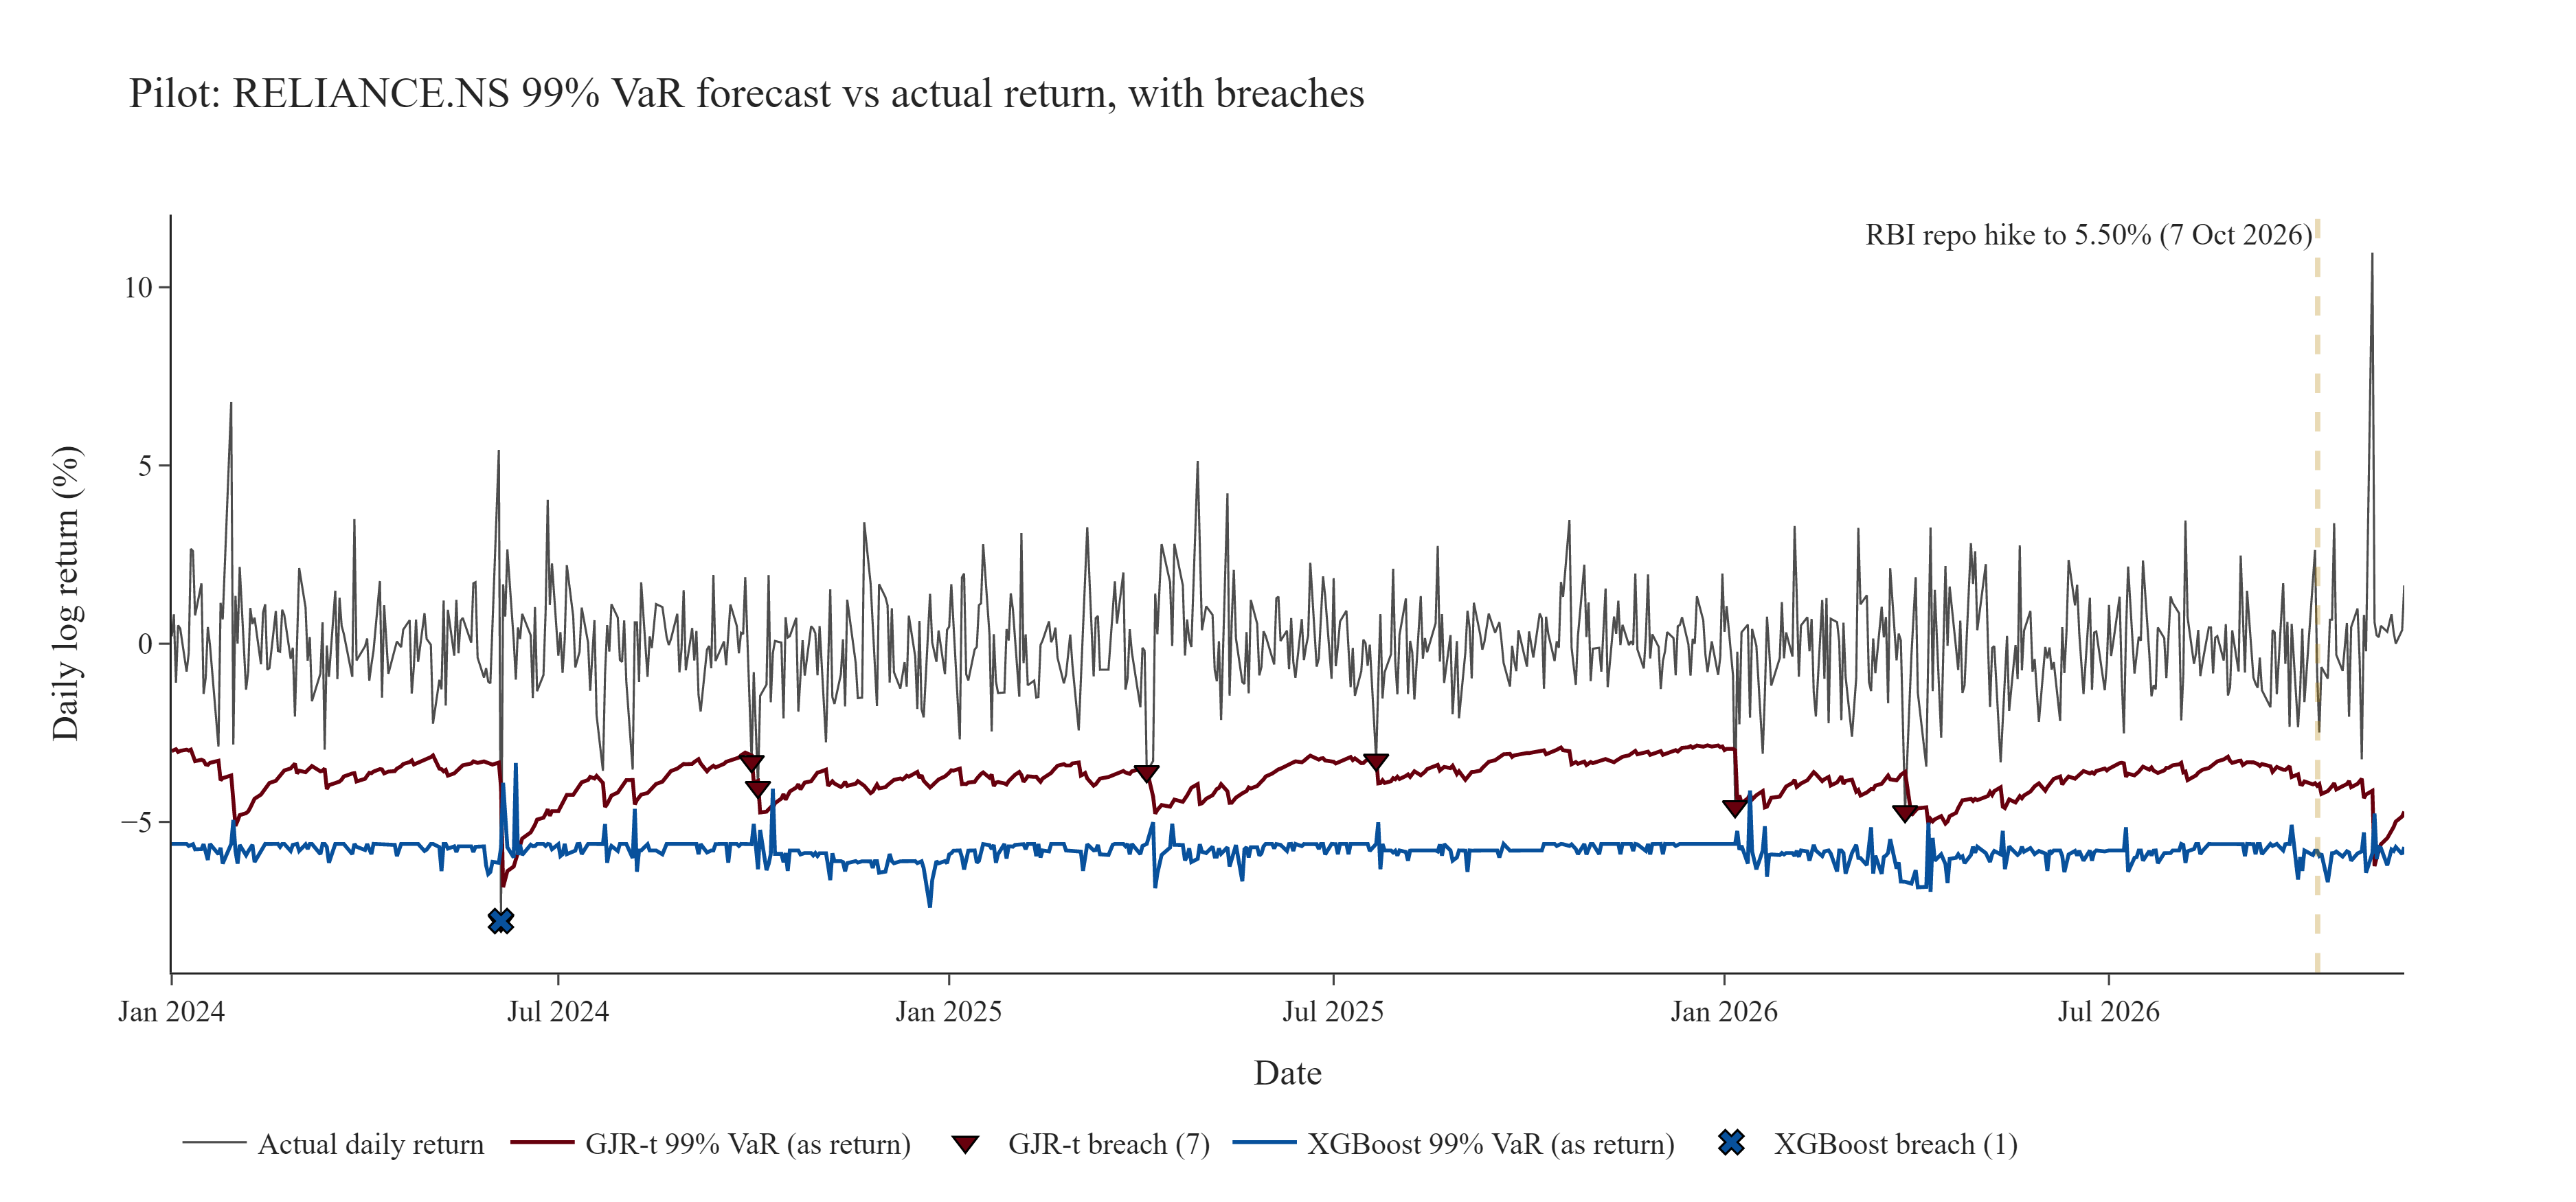 Pilot: RELIANCE.NS 99% VaR forecast vs actual return, with breaches
RBI repo hike to 5.50% (7 Oct 2026)
Daily log return (%)
10
5
0
−5
Jan 2024 Jul 2024 Jan 2025 Jul 2025 Jan 2026 Jul 2026
Date
Actual daily return GJR-t 99% VaR (as return) GJR-t breach (7) XGBoost 99% VaR (as return) XGBoost breach (1)